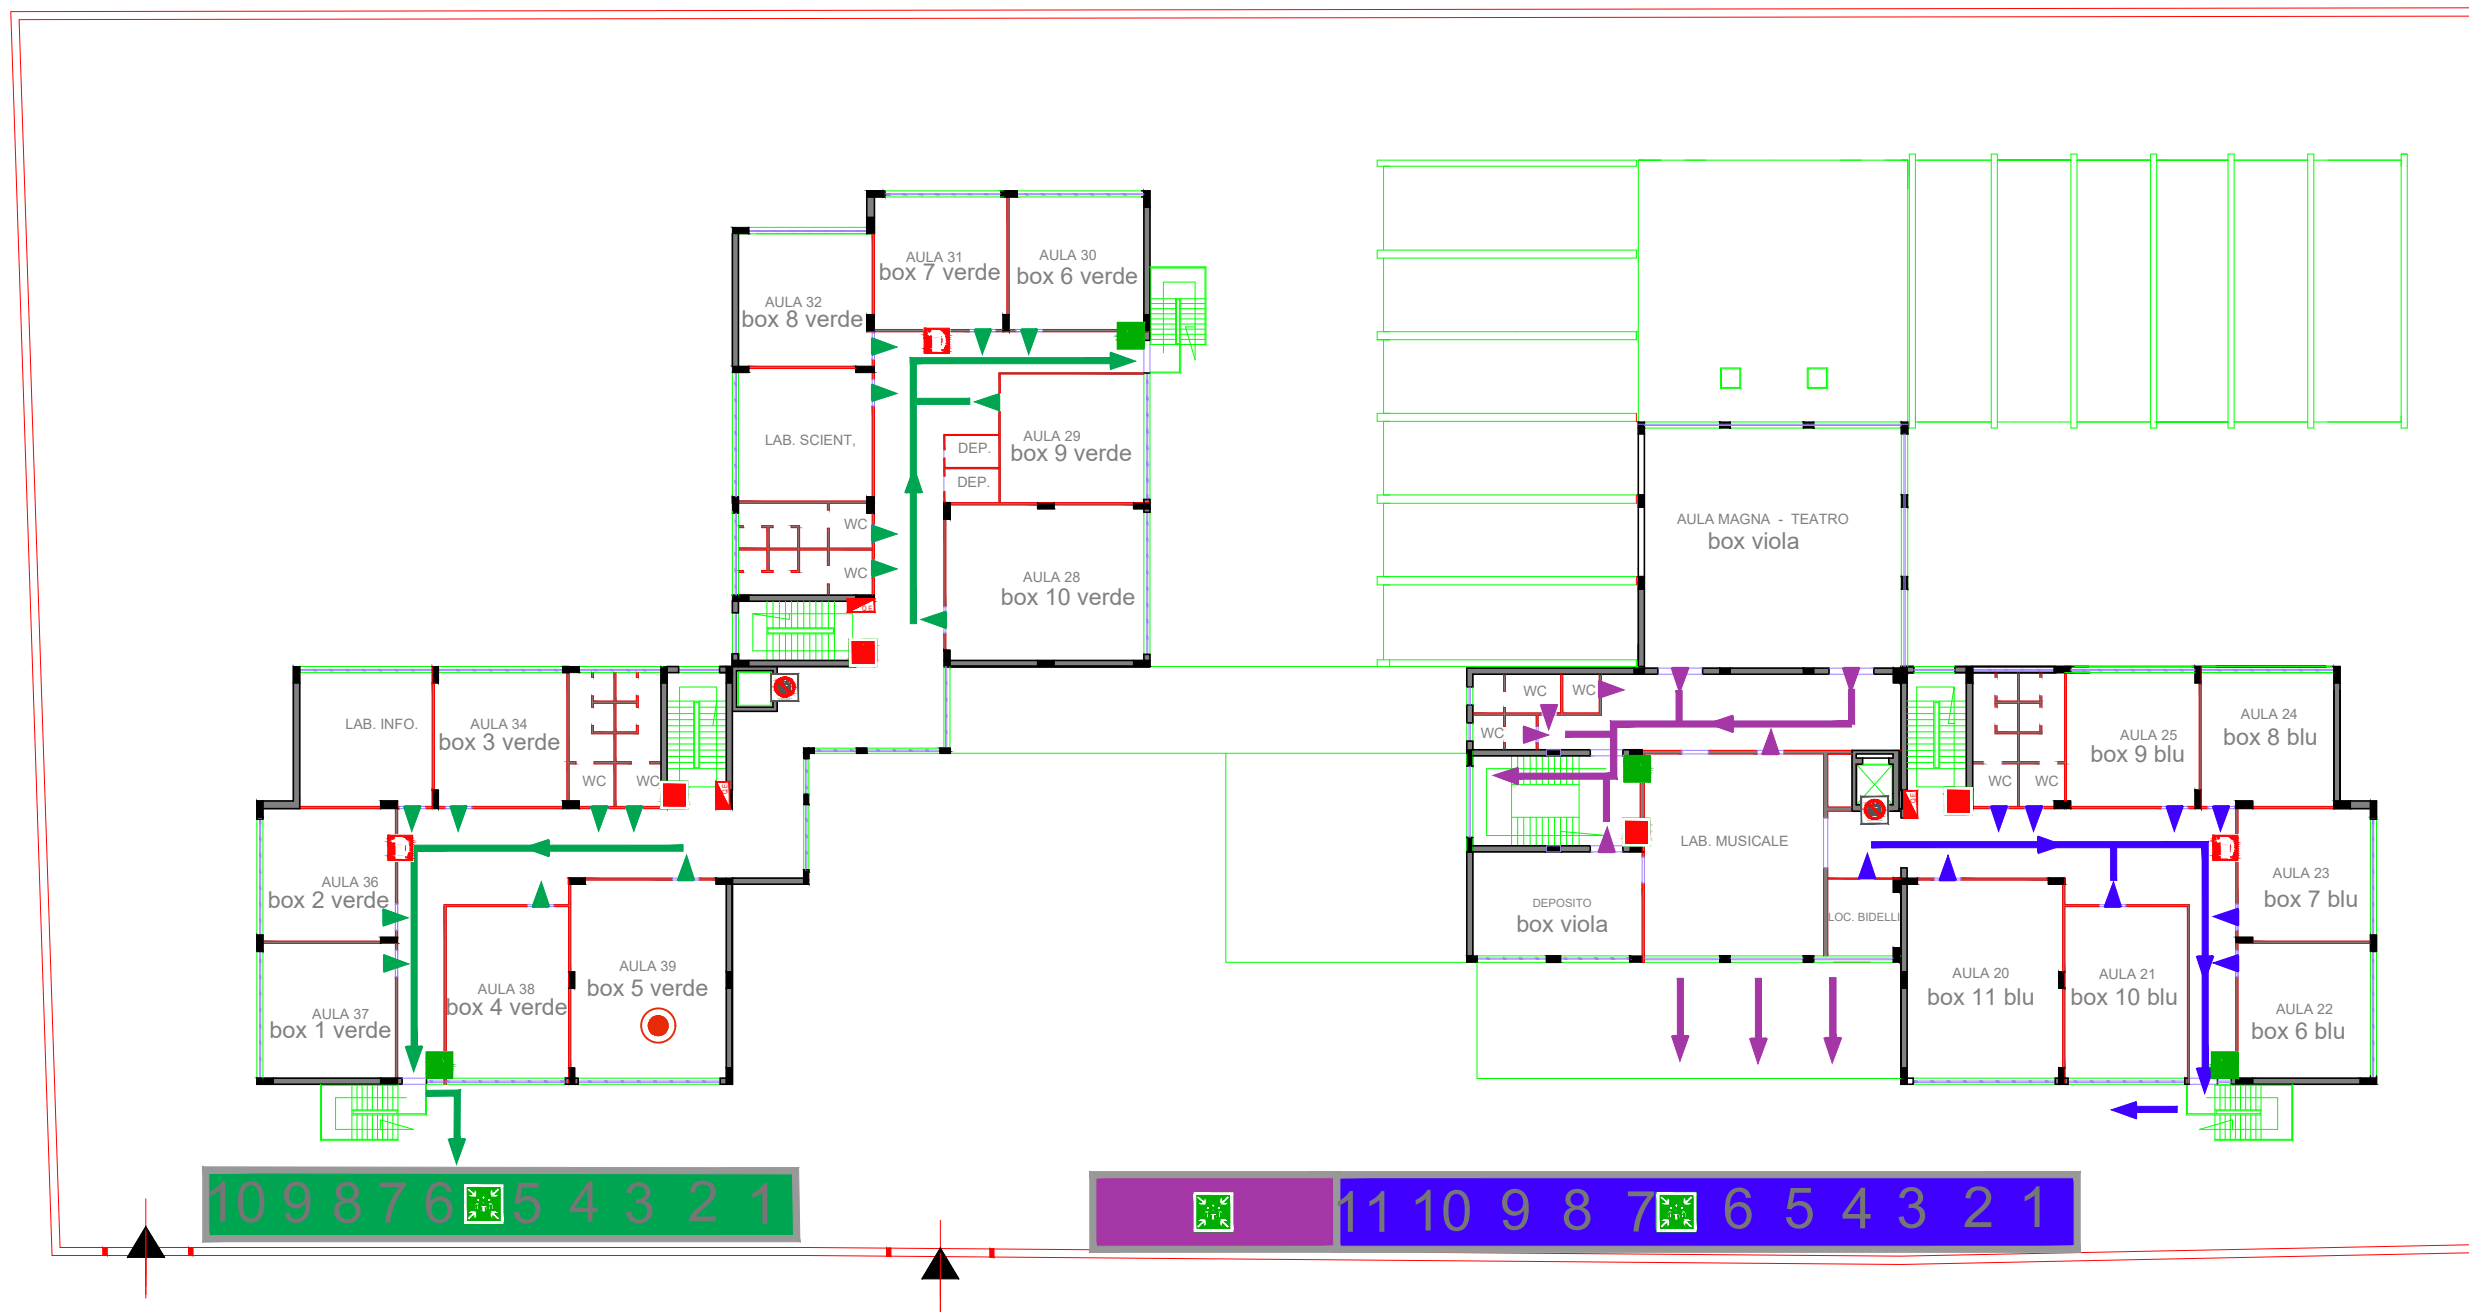 AULA 31
box 7 verde
AULA 30
box 6 verde
AULA 32
box 8 verde
LAB. SCIENT,
DEP.
DEP.
AULA 29
box 9 verde
WC
WC
AULA 28
box 10 verde
AULA MAGNA - TEATRO
box viola
LAB. INFO.
AULA 34
box 3 verde
WC
WC
AULA 36
box 2 verde
AULA 37
box 1 verde
AULA 38
box 4 verde
AULA 39
box 5 verde
WC
WC
WC
LAB. MUSICALE
DEPOSITO
box viola
LOC. BIDELLI
WC
WC
AULA 25
box 9 blu
AULA 24
box 8 blu
AULA 23
box 7 blu
AULA 20
box 11 blu
AULA 21
box 10 blu
AULA 22
box 6 blu
10 9 8 7 6 5 4 3 2 1
11 10 9 8 7 6 5 4 3 2 1